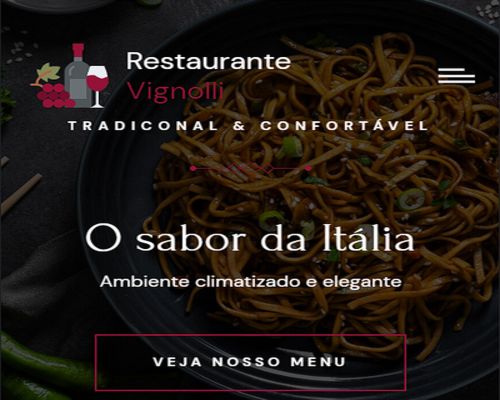 Restaurante
Vignolli
TRADICONAL & CONFORTÁVEL
O sabor da Itália
Ambiente climatizado e elegante
VEJA NOSSO MENU